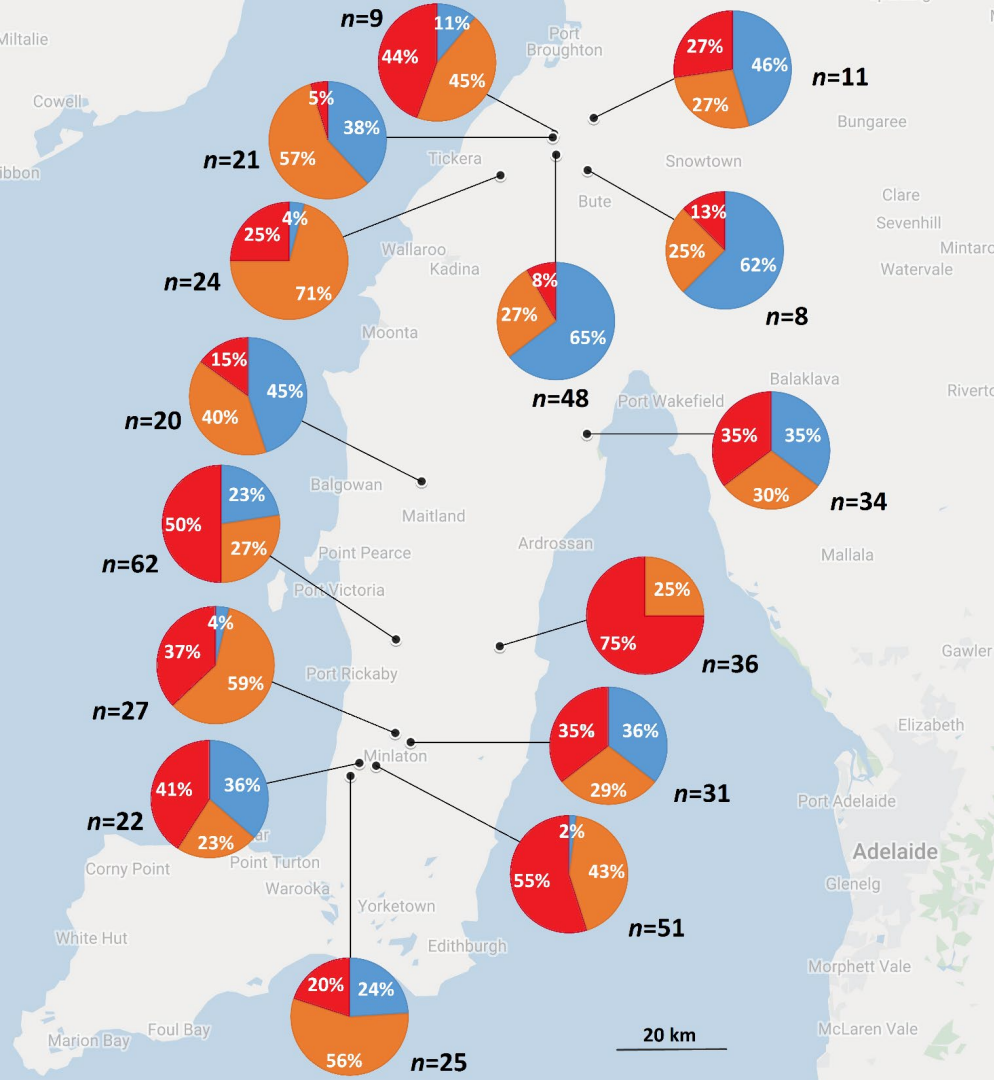 n=9
11%
44%
45%
27%
46%
27%
n=11
Port
Broughton
Miltalie
Cowell
Bungaree
5%
38%
57%
n=21
Tickera
Snowtown
Bute
Clare
Sevenhill
Mintaro
Watervale
4%
25%
71%
n=24
Wallaroo
Kadina
13%
25%
62%
n=8
8%
27%
65%
n=48
Moonta
15%
45%
40%
n=20
Port Wakefield
Balaklava
35%
35%
30%
n=34
Balgowan
Maitland
23%
50%
27%
n=62
Ardrossan
Mallala
Point Pearce
Port Victoria
25%
75%
n=36
Gawler
4%
37%
59%
n=27
Port Rickaby
Elizabeth
35%
36%
29%
n=31
Minlaton
41%
36%
23%
n=22
Port Adelaide
2%
43%
55%
n=51
Adelaide
Glenelg
Corny Point
Point Turton
Warooka
Yorketown
White Hut
Edithburgh
Morphett Vale
20%
24%
56%
n=25
Marion Bay
Foul Bay
20 km
McLaren Vale